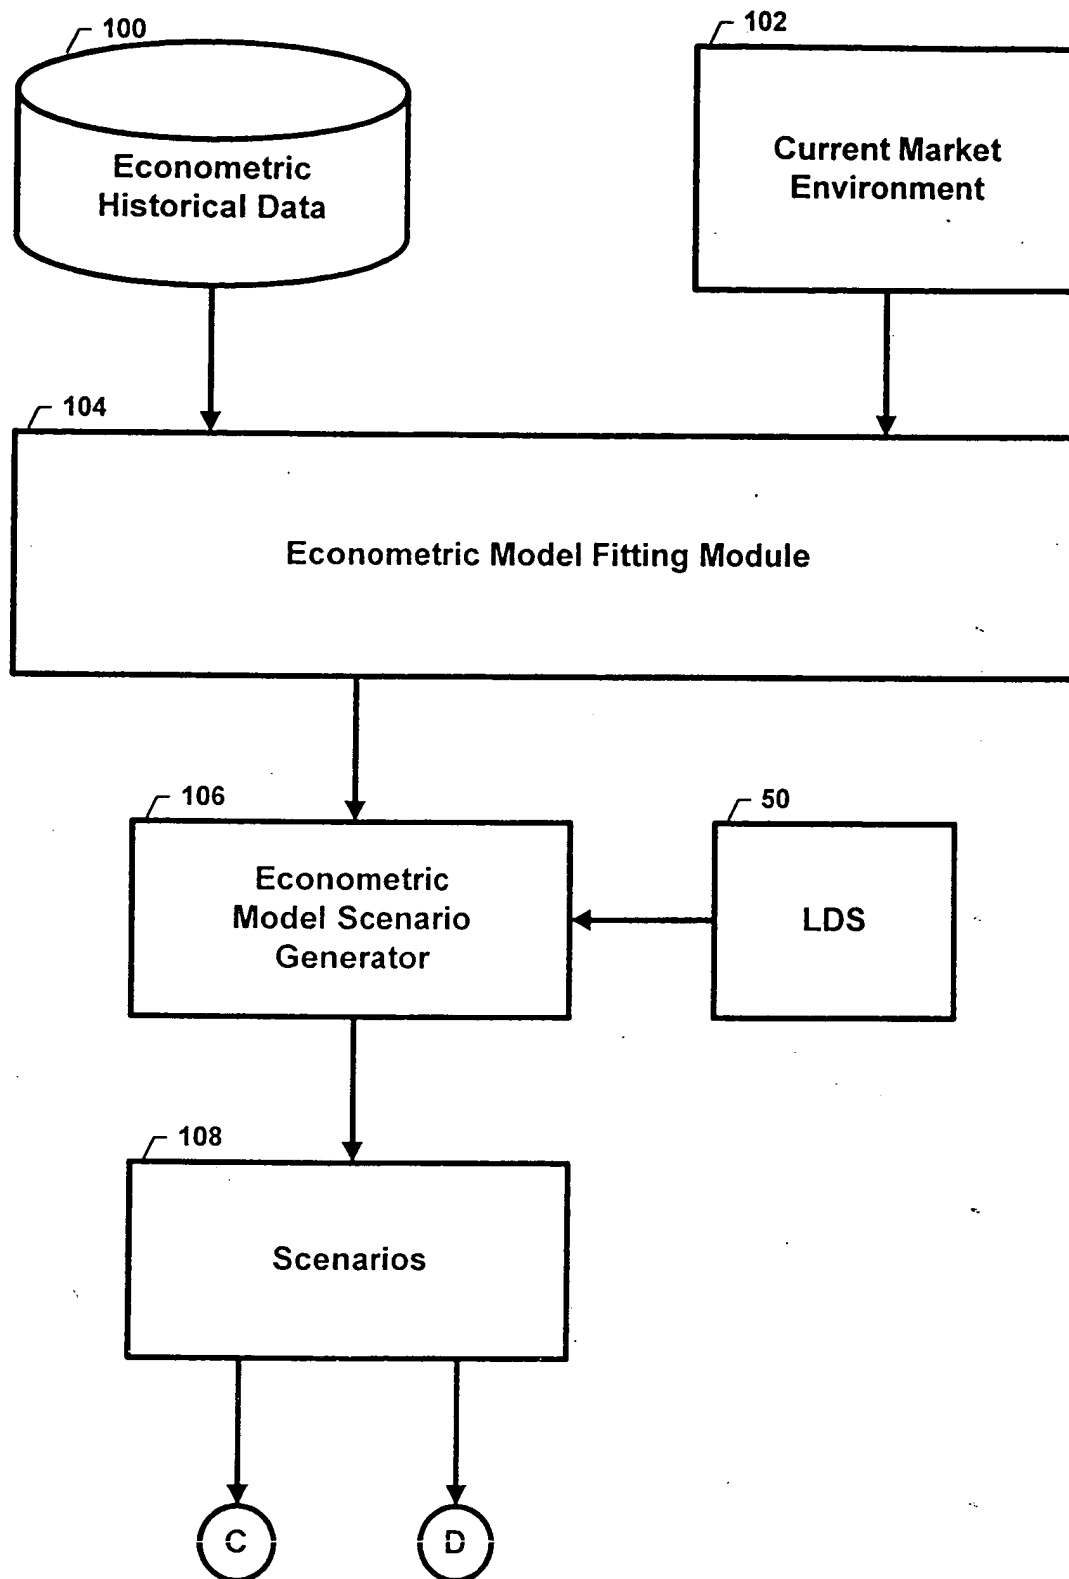 100
102
Econometric
Historical Data
Current Market
Environment
104
Econometric Model Fitting Module
106
50
Econometric
Model Scenario
Generator
LDS
108
Scenarios
C
D